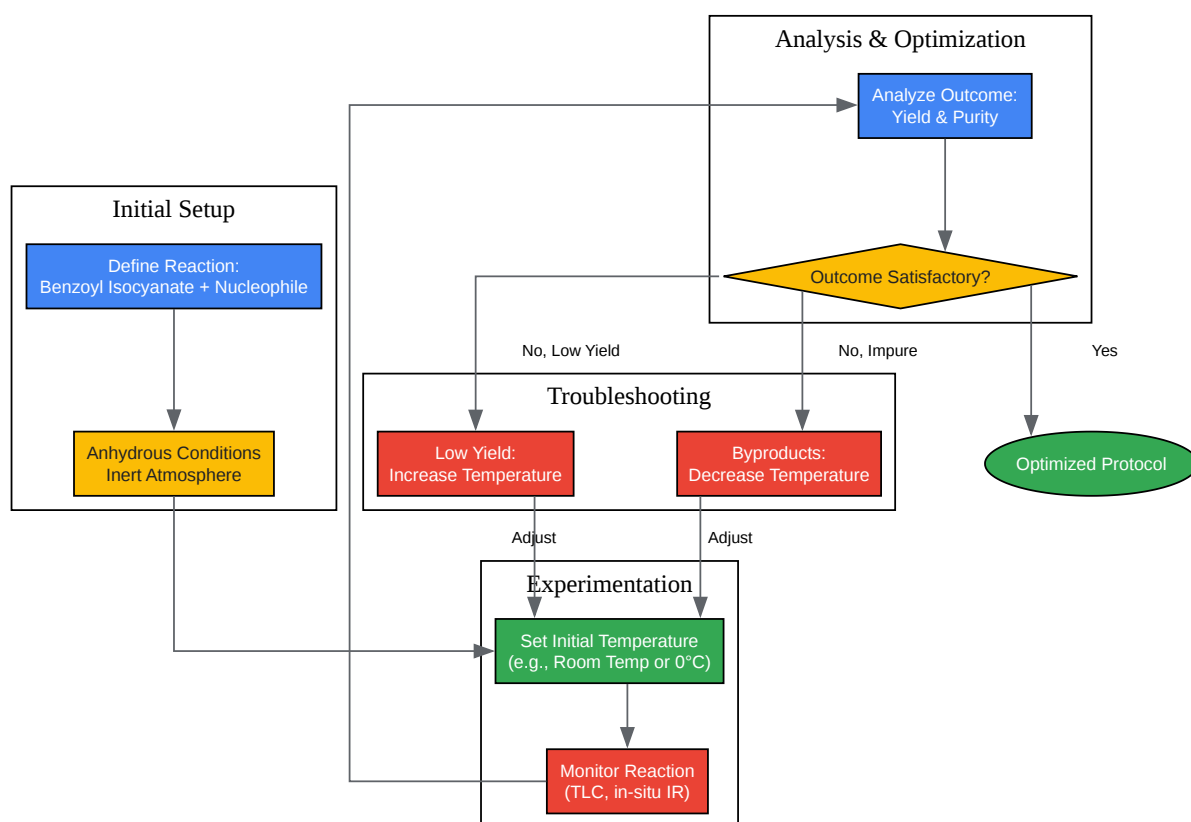 Analysis & Optimization
Analyze Outcome:
Yield & Purity
Initial Setup
Define Reaction:
Benzoyl Isocyanate + Nucleophile
Outcome Satisfactory?
No, Low Yield
No, Impure
Yes
Troubleshooting
Anhydrous Conditions
Inert Atmosphere
Low Yield:
Increase Temperature
Byproducts:
Decrease Temperature
Optimized Protocol
Adjust
Adjust
Experimentation
Set Initial Temperature
(e.g., Room Temp or 0°C)
Monitor Reaction
(TLC, in-situ IR)